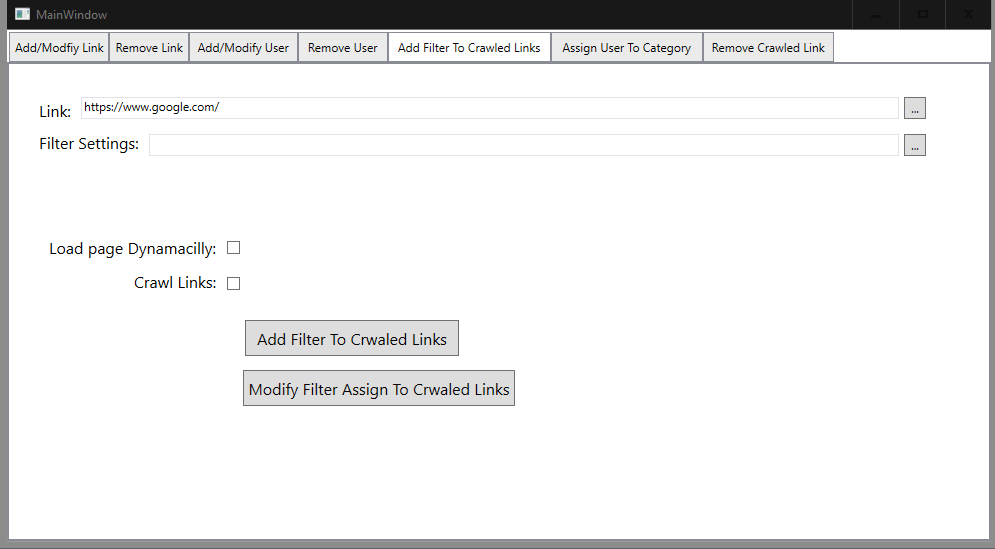 MainWindow
Add/Modfiy Link Remove Link Add/Modify User Remove User Add Filter To Crawled Links Assign User To Category Remove Crawled Link
Link: https://www.google.com/ ...
Filter Settings: ...
Load page Dynamacilly:
Crawl Links:
Add Filter To Crwaled Links
Modify Filter Assign To Crwaled Links